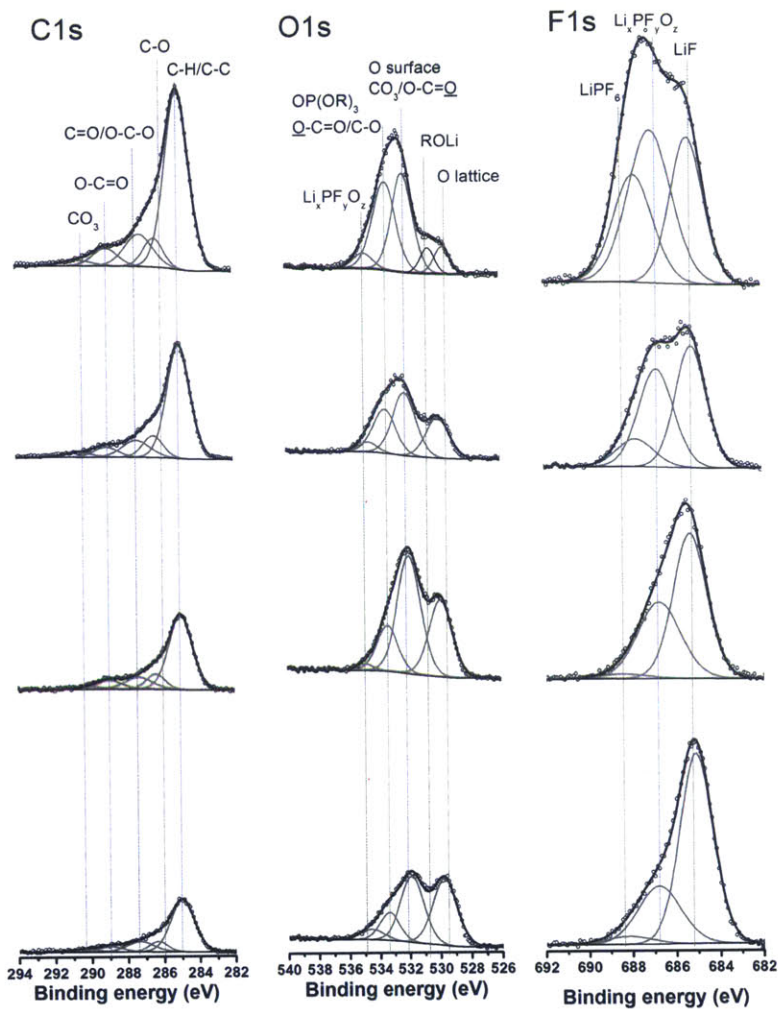 C1s
C-O
C-H/C-C
C=O/O-C-O
O-C=O
CO3
O1s
O surface
CO3/O-C=O
OP(OR)3
O-C=O/C-O
ROLi
O lattice
LixPFyOz
F1s
LixPFyOz
LiF
LiPF6
294 292 290 288 286 284 282
Binding energy (eV)
540 538 536 534 532 530 528 526
Binding energy (eV)
692 690 688 686 684 682
Binding energy (eV)